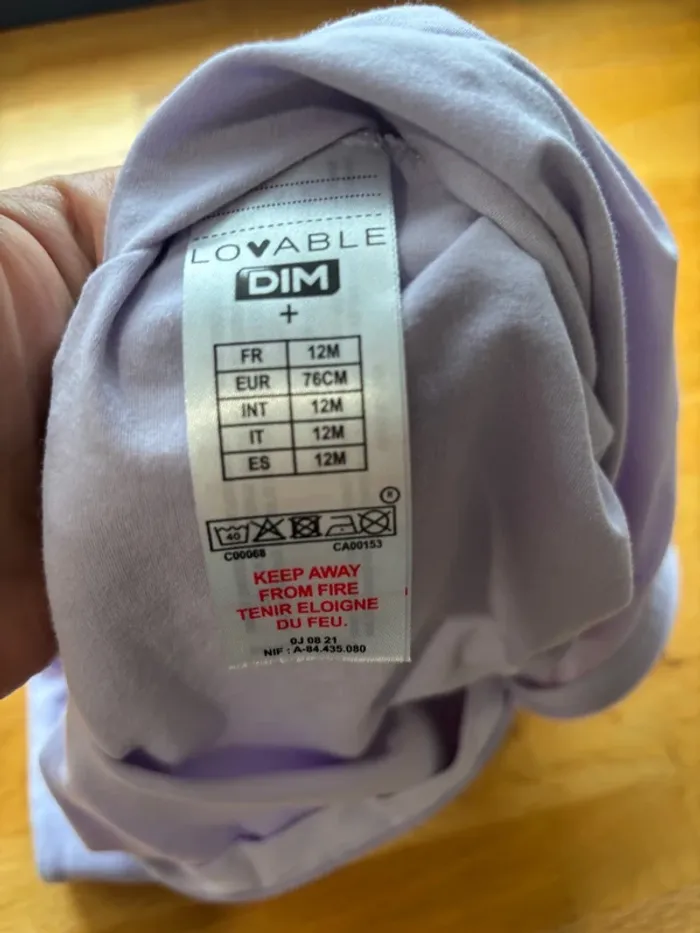 LOVABLE
DIM
+
FR 12M
EUR 76CM
INT 12M
IT 12M
ES 12M
®
40
C00068 CA00153
KEEP AWAY
FROM FIRE
TENIR ELOIGNE
DU FEU.
0J 08 21
NIF : A-84.435.080